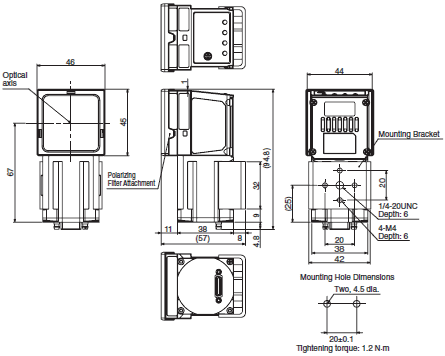 46
Optical
axis
45
67
Polarizing
Filter Attachment
1
11
38
(57)
8
32
9
4.8
(94.8)
44
Mounting Bracket
20
(25)
1/4-20UNC
Depth: 6
4-M4
Depth: 6
20
38
42
Mounting Hole Dimensions
Two, 4.5 dia.
20±0.1
Tightening torque: 1.2 N·m